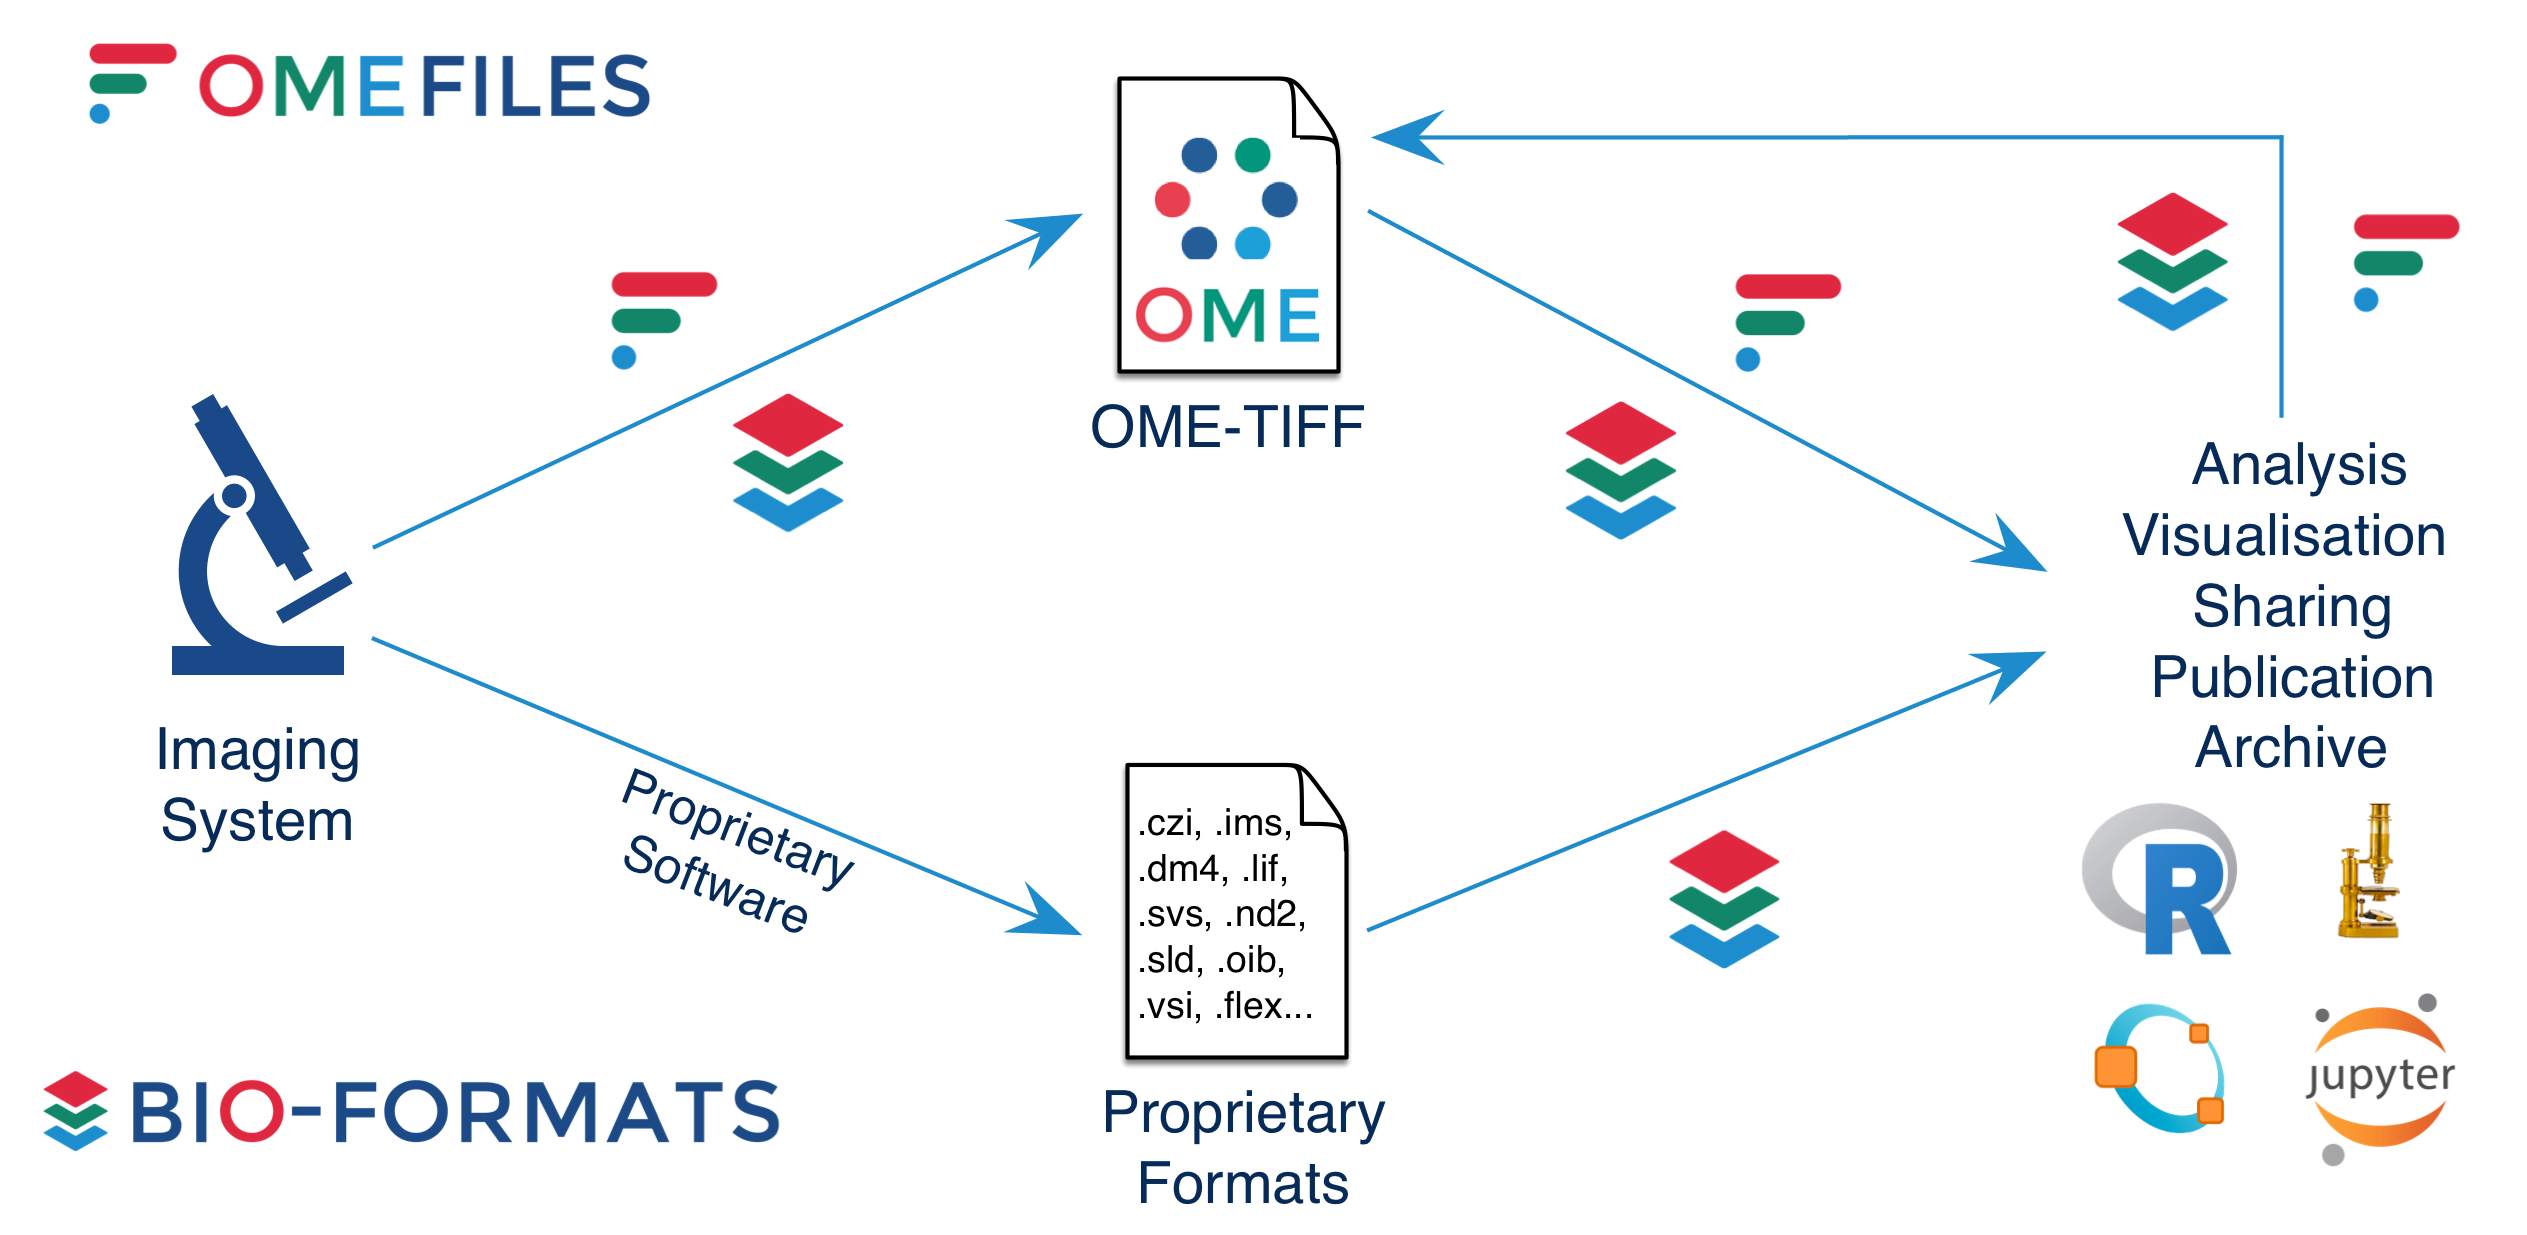 OMEFILES
OME
OME-TIFF
Analysis
Visualisation
Sharing
Publication
Archive
Imaging
System
Proprietary
Software
.czi, .ims,
.dm4, .lif,
.svs, .nd2,
.sld, .oib,
.vsi, .flex...
Proprietary
Formats
R
jupyter
BIO-FORMATS